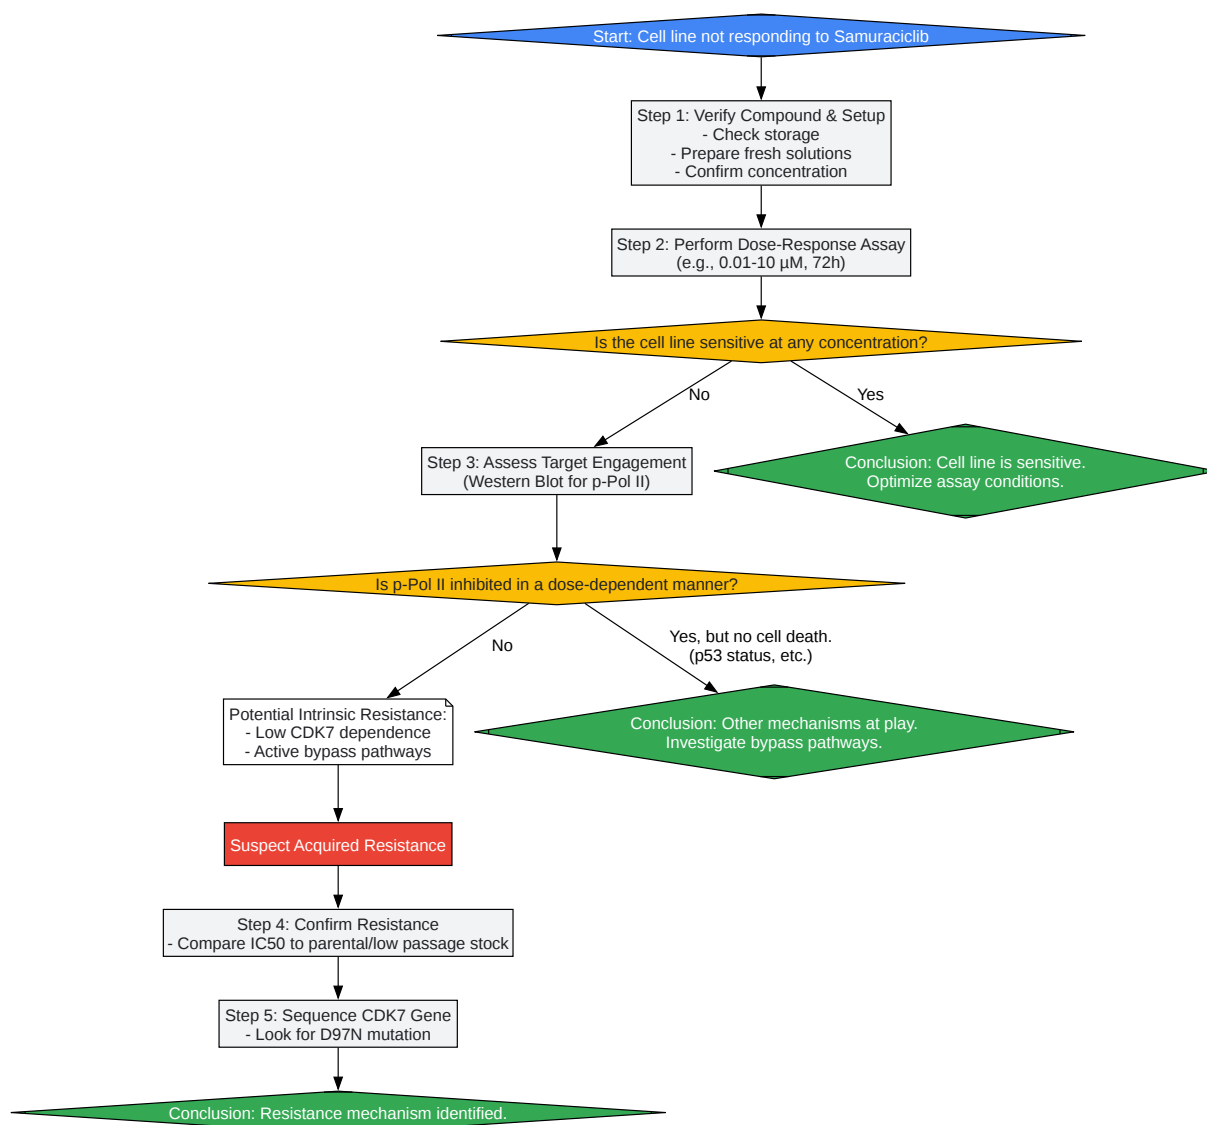 Start: Cell line not responding to Samuraciclib
Step 1: Verify Compound & Setup
- Check storage
- Prepare fresh solutions
- Confirm concentration
Step 2: Perform Dose-Response Assay
(e.g., 0.01-10 µM, 72h)
Is the cell line sensitive at any concentration?
No
Yes
Step 3: Assess Target Engagement
(Western Blot for p-Pol II)
Conclusion: Cell line is sensitive.
Optimize assay conditions.
Is p-Pol II inhibited in a dose-dependent manner?
No
Yes, but no cell death.
(p53 status, etc.)
Potential Intrinsic Resistance:
- Low CDK7 dependence
- Active bypass pathways
Conclusion: Other mechanisms at play.
Investigate bypass pathways.
Suspect Acquired Resistance
Step 4: Confirm Resistance
- Compare IC50 to parental/low passage stock
Step 5: Sequence CDK7 Gene
- Look for D97N mutation
Conclusion: Resistance mechanism identified.